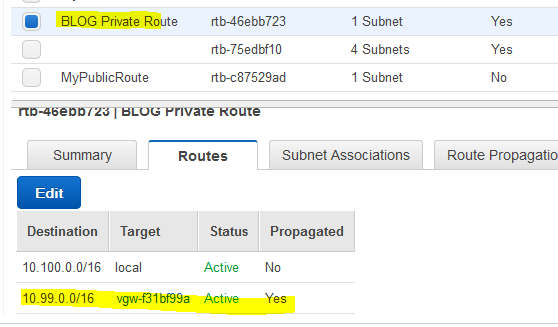 BLOG Private Route rtb-46ebb723 1 Subnet Yes
rtb-75edbf10 4 Subnets Yes
MyPublicRoute rtb-c87529ad 1 Subnet No
rtb-46ebb723 | BLOG Private Route
Summary Routes Subnet Associations Route Propagatio
Edit
Destination Target Status Propagated
10.100.0.0/16 local Active No
10.99.0.0/16 vgw-f31bf99a Active Yes